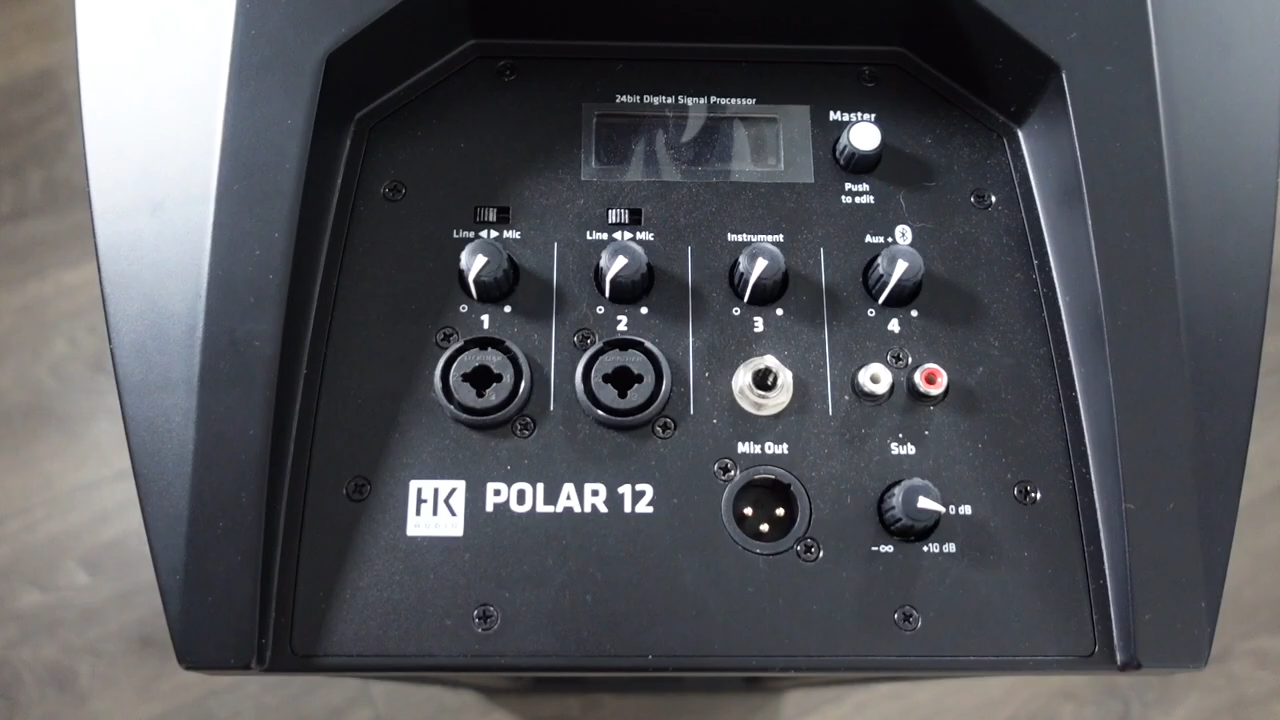 24bit Digital Signal Processor
Master
Push
to edit
Line Mic
Line Mic
Instrument
Aux +
1
2
3
4
Mix Out
Sub
HK
AUDIO
POLAR 12
0 dB
-∞
+10 dB